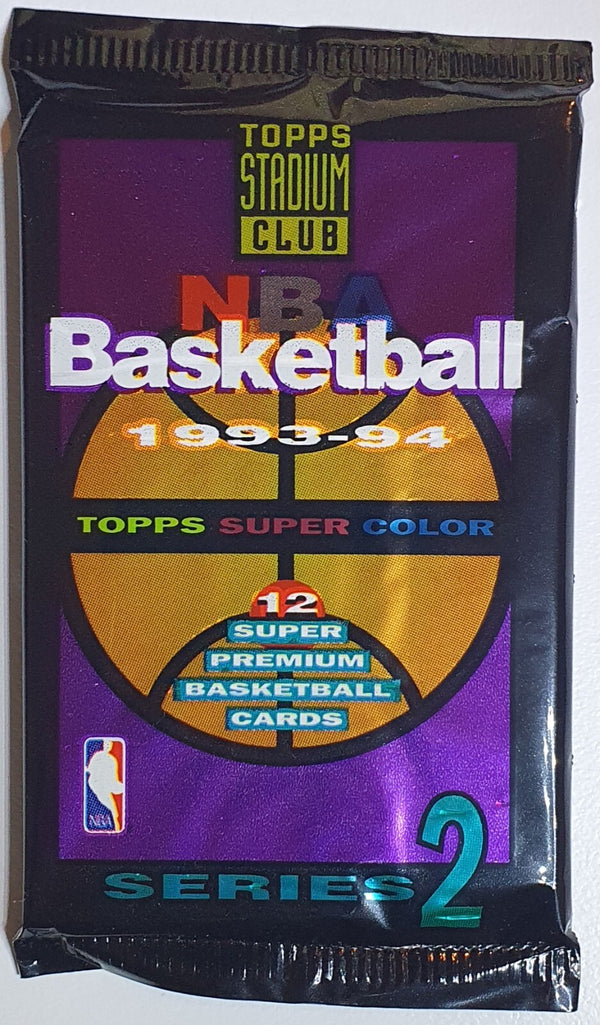 TOPPS
STADIUM
CLUB
NBA
Basketball
1993-94
TOPPS SUPER COLOR
12
SUPER
PREMIUM
BASKETBALL
CARDS
NBA
SERIES 2